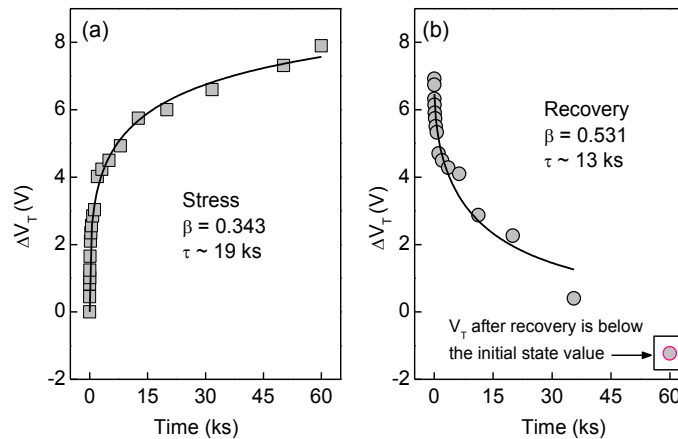 (a)
8
6
4
2
0
-2
ΔV_T (V)
Stress
β = 0.343
τ ~ 19 ks
0 15 30 45 60
Time (ks)
(b)
8
6
4
2
0
-2
ΔV_T (V)
Recovery
β = 0.531
τ ~ 13 ks
V_T after recovery is below
the initial state value
0 15 30 45 60
Time (ks)